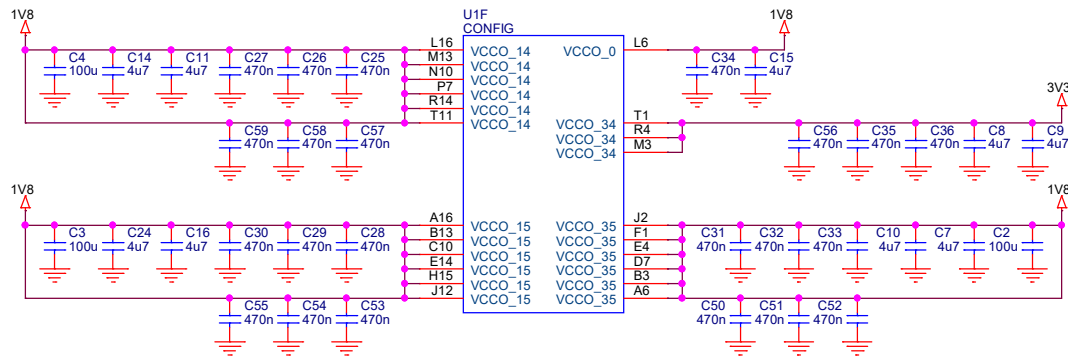 U1F
CONFIG
1V8
C4
100u
C14
4u7
C11
4u7
C27
470n
C26
470n
C25
470n
L16
M13
N10
P7
R14
T11
VCCO_14
VCCO_14
VCCO_14
VCCO_14
VCCO_14
VCCO_14
C59
470n
C58
470n
C57
470n
VCCO_0
L6
1V8
C34
470n
C15
4u7
VCCO_34
VCCO_34
VCCO_34
T1
R4
M3
3V3
C56
470n
C35
470n
C36
470n
C8
4u7
C9
4u7
1V8
C3
100u
C24
4u7
C16
4u7
C30
470n
C29
470n
C28
470n
A16
B13
C10
E14
H15
J12
VCCO_15
VCCO_15
VCCO_15
VCCO_15
VCCO_15
VCCO_15
C55
470n
C54
470n
C53
470n
VCCO_35
VCCO_35
VCCO_35
VCCO_35
VCCO_35
VCCO_35
J2
F1
E4
D7
B3
A6
1V8
C31
470n
C32
470n
C33
470n
C10
4u7
C7
4u7
C2
100u
C50
470n
C51
470n
C52
470n